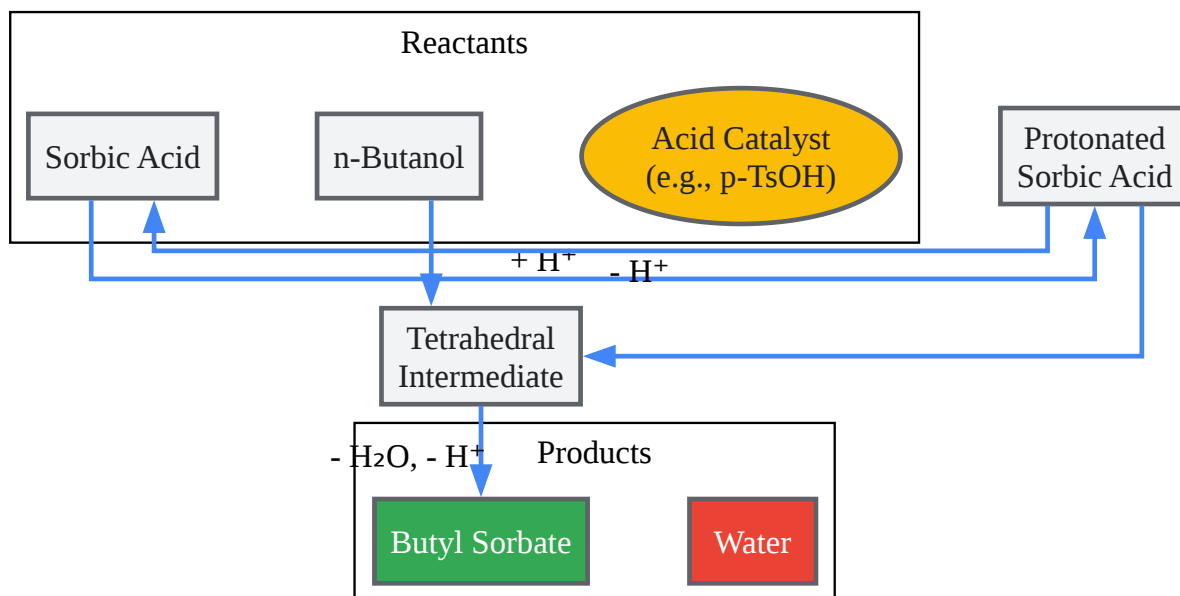 Reactants
Sorbic Acid
n-Butanol
Acid Catalyst
(e.g., p-TsOH)
Protonated
Sorbic Acid
+ H⁺
- H⁺
Tetrahedral
Intermediate
- H₂O, - H⁺
Products
Butyl Sorbate
Water